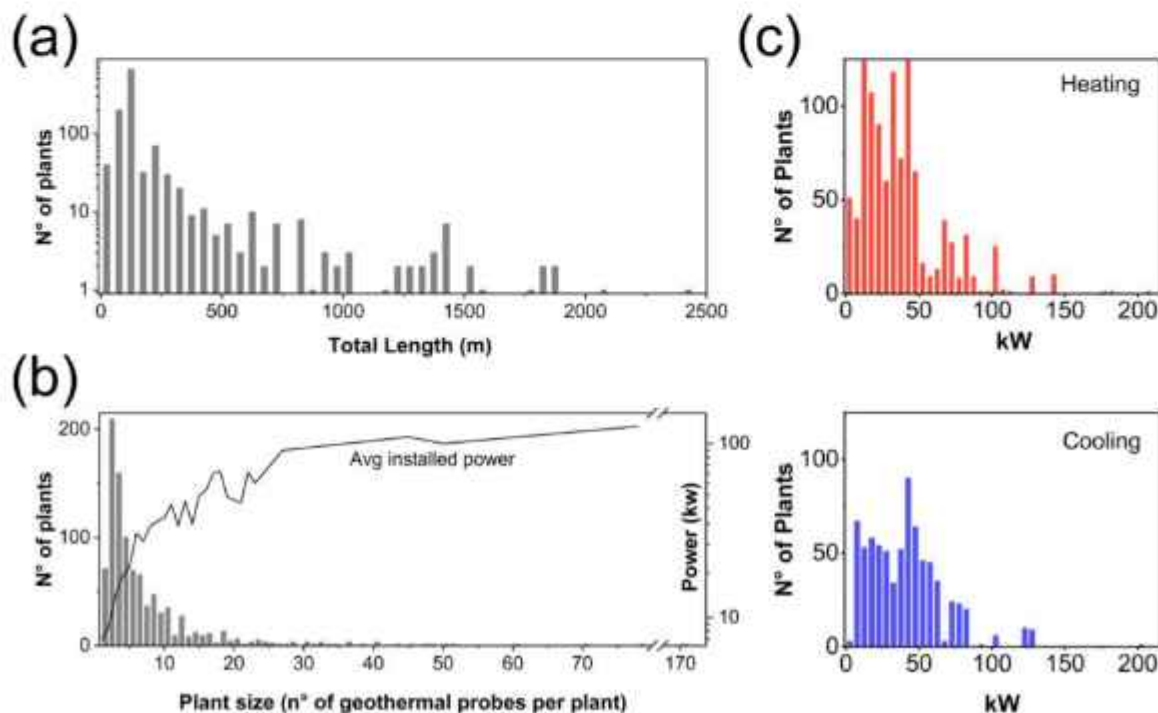 (a)
N° of plants
100
10
1
0
500
1000
1500
2000
2500
Total Length (m)
(b)
N° of plants
200
100
0
Avg installed power
100
10
Power (kw)
10
20
30
40
50
60
70
170
Plant size (n° of geothermal probes per plant)
(c)
Heating
N° of Plants
100
50
0
0
50
100
150
200
kW
Cooling
N° of Plants
100
50
0
0
50
100
150
200
kW